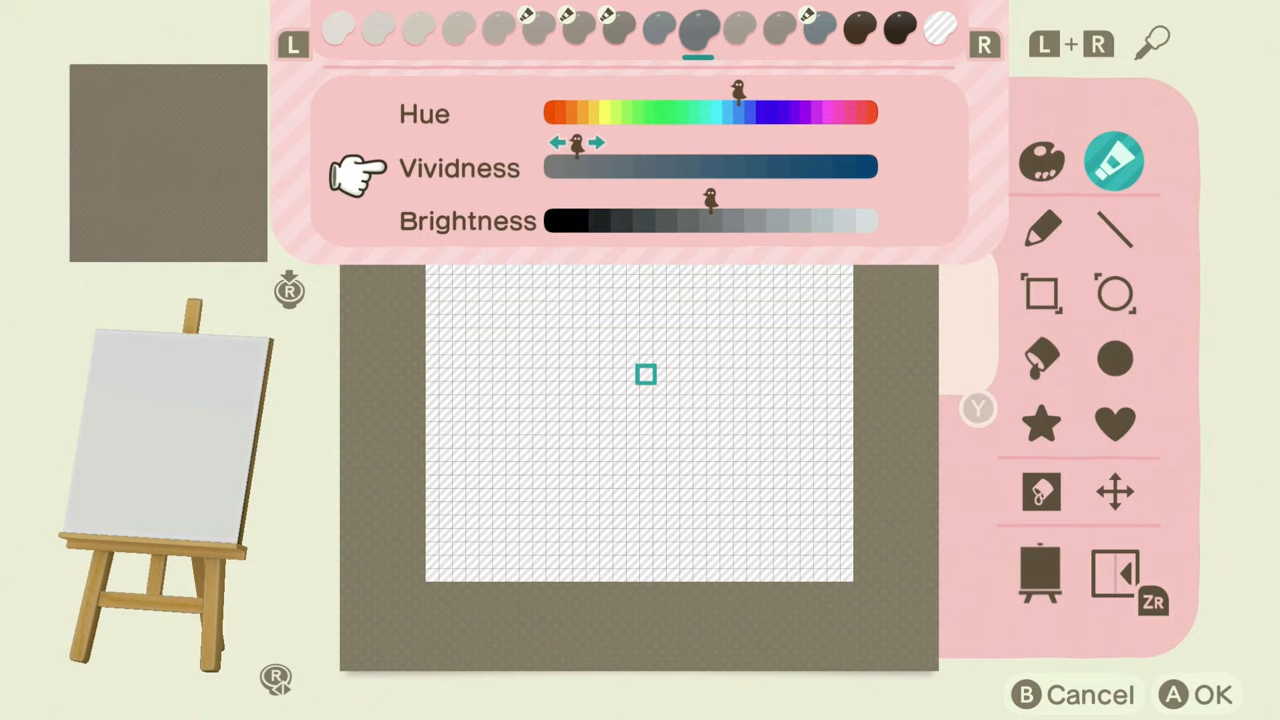 L
R
L + R
Hue
Vividness
Brightness
R
Y
ZR
R
B Cancel A OK